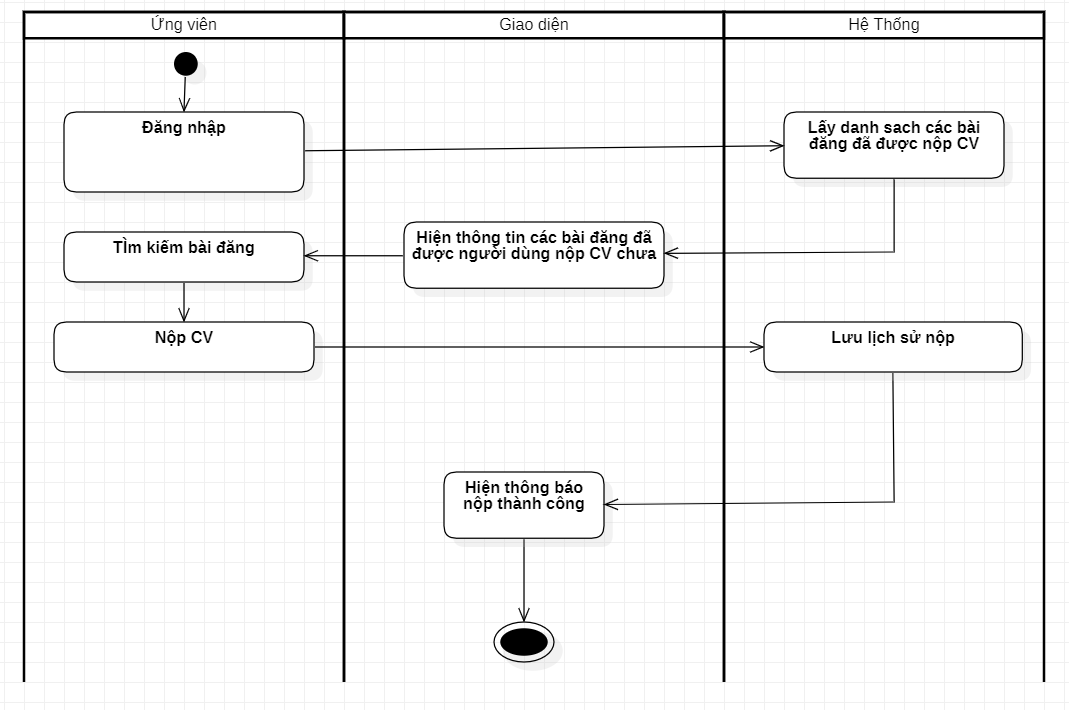 Ứng viên
Giao diện
Hệ Thống
Đăng nhập
Lấy danh sach các bài
đăng đã được nộp CV
Hiện thông tin các bài đăng đã
được người dùng nộp CV chưa
TÌm kiếm bài đăng
Nộp CV
Lưu lịch sử nộp
Hiện thông báo
nộp thành công